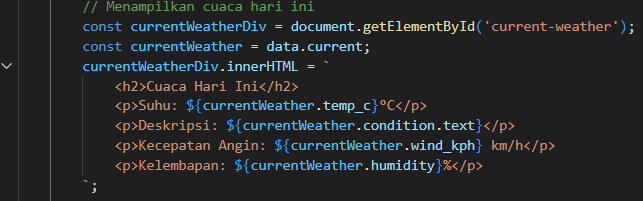 // Menampilkan cuaca hari ini
const currentWeatherDiv = document.getElementById('current-weather');
const currentWeather = data.current;
currentWeatherDiv.innerHTML = `
<h2>Cuaca Hari Ini</h2>
<p>Suhu: ${currentWeather.temp_c}°C</p>
<p>Deskripsi: ${currentWeather.condition.text}</p>
<p>Kecepatan Angin: ${currentWeather.wind_kph} km/h</p>
<p>Kelembapan: ${currentWeather.humidity}%</p>
`;